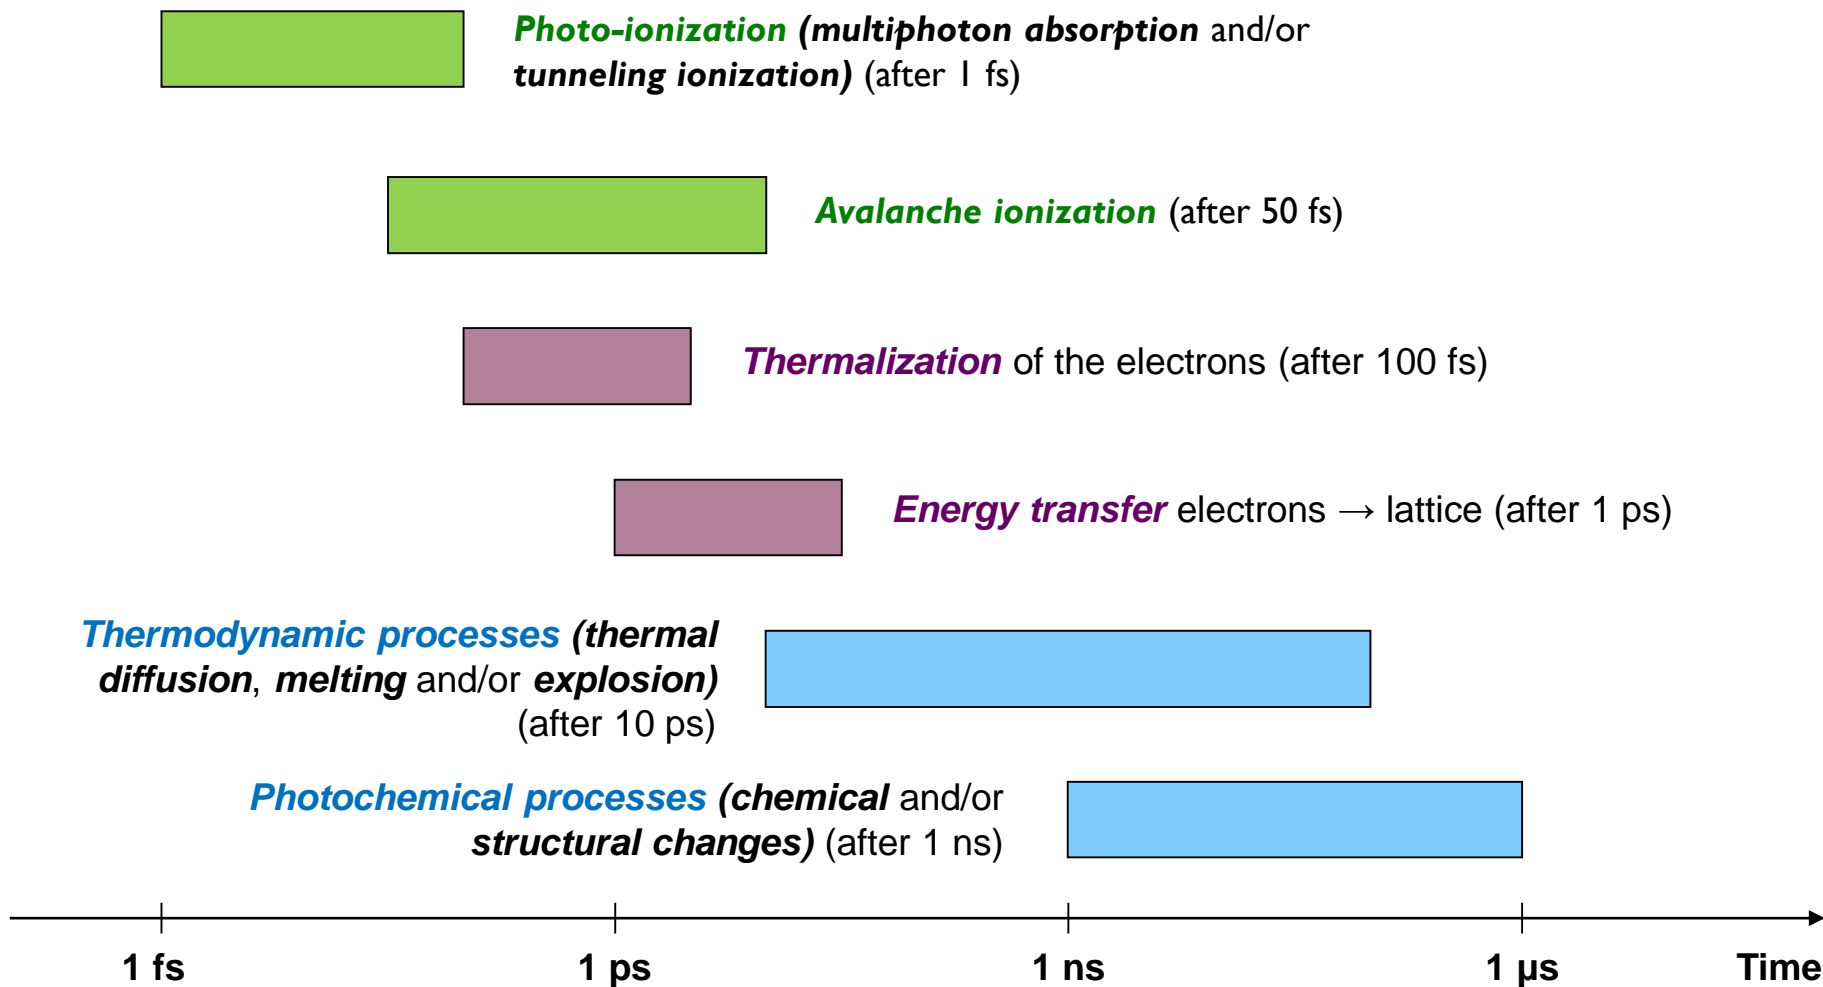 Photo-ionization (multiphoton absorption and/or
tunneling ionization) (after 1 fs)
Avalanche ionization (after 50 fs)
Thermalization of the electrons (after 100 fs)
Energy transfer electrons → lattice (after 1 ps)
Thermodynamic processes (thermal
diffusion, melting and/or explosion)
(after 10 ps)
Photochemical processes (chemical and/or
structural changes) (after 1 ns)
1 fs 1 ps 1 ns 1 µs Time